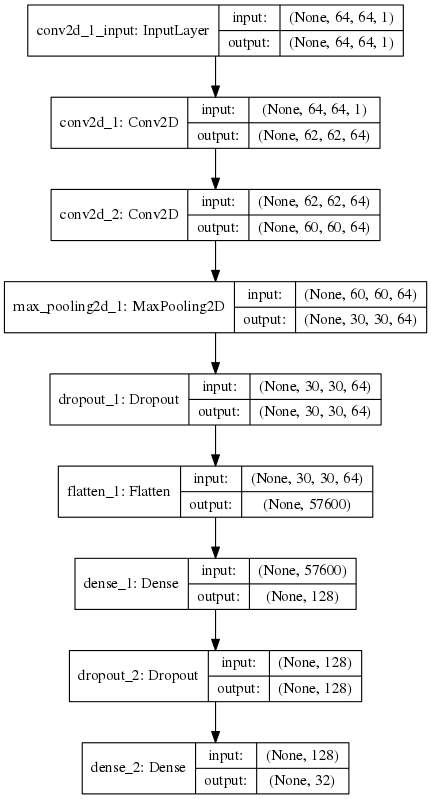 conv2d_1_input: InputLayer
input: (None, 64, 64, 1)
output: (None, 64, 64, 1)
conv2d_1: Conv2D
input: (None, 64, 64, 1)
output: (None, 62, 62, 64)
conv2d_2: Conv2D
input: (None, 62, 62, 64)
output: (None, 60, 60, 64)
max_pooling2d_1: MaxPooling2D
input: (None, 60, 60, 64)
output: (None, 30, 30, 64)
dropout_1: Dropout
input: (None, 30, 30, 64)
output: (None, 30, 30, 64)
flatten_1: Flatten
input: (None, 30, 30, 64)
output: (None, 57600)
dense_1: Dense
input: (None, 57600)
output: (None, 128)
dropout_2: Dropout
input: (None, 128)
output: (None, 128)
dense_2: Dense
input: (None, 128)
output: (None, 32)